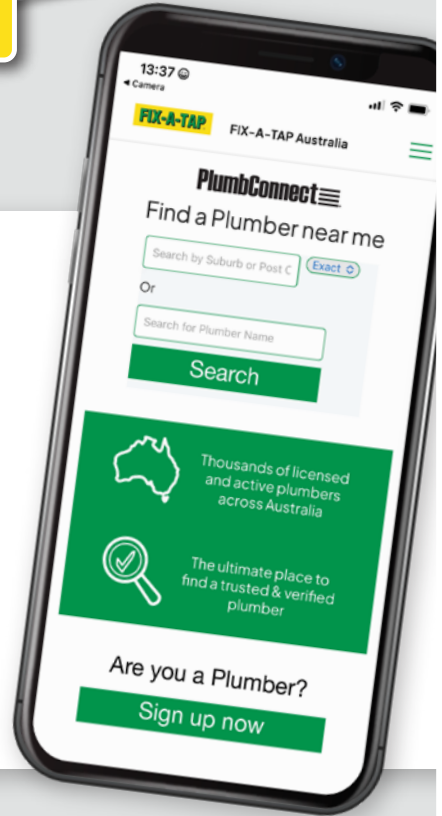 13:37
Camera
FIX-A-TAP
FIX-A-TAP Australia
PlumbConnect
Find a Plumber near me
Search by Suburb or Post C
Exact
Or
Search for Plumber Name
Search
Thousands of licensed
and active plumbers
across Australia
The ultimate place to
find a trusted & verified
plumber
Are you a Plumber?
Sign up now